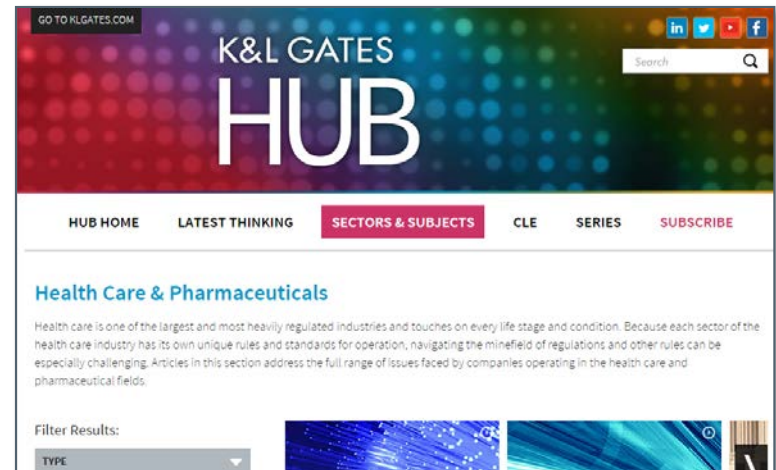 GO TO KLGATES.COM
in
f
K&L GATES
HUB
Search
HUB HOME LATEST THINKING SECTORS & SUBJECTS CLE SERIES SUBSCRIBE
Health Care & Pharmaceuticals
Health care is one of the largest and most heavily regulated industries and touches on every life stage and condition. Because each sector of the
health care industry has its own unique rules and standards for operation, navigating the minefield of regulations and other rules can be
especially challenging. Articles in this section address the full range of issues faced by companies operating in the health care and
pharmaceutical fields.
Filter Results:
TYPE